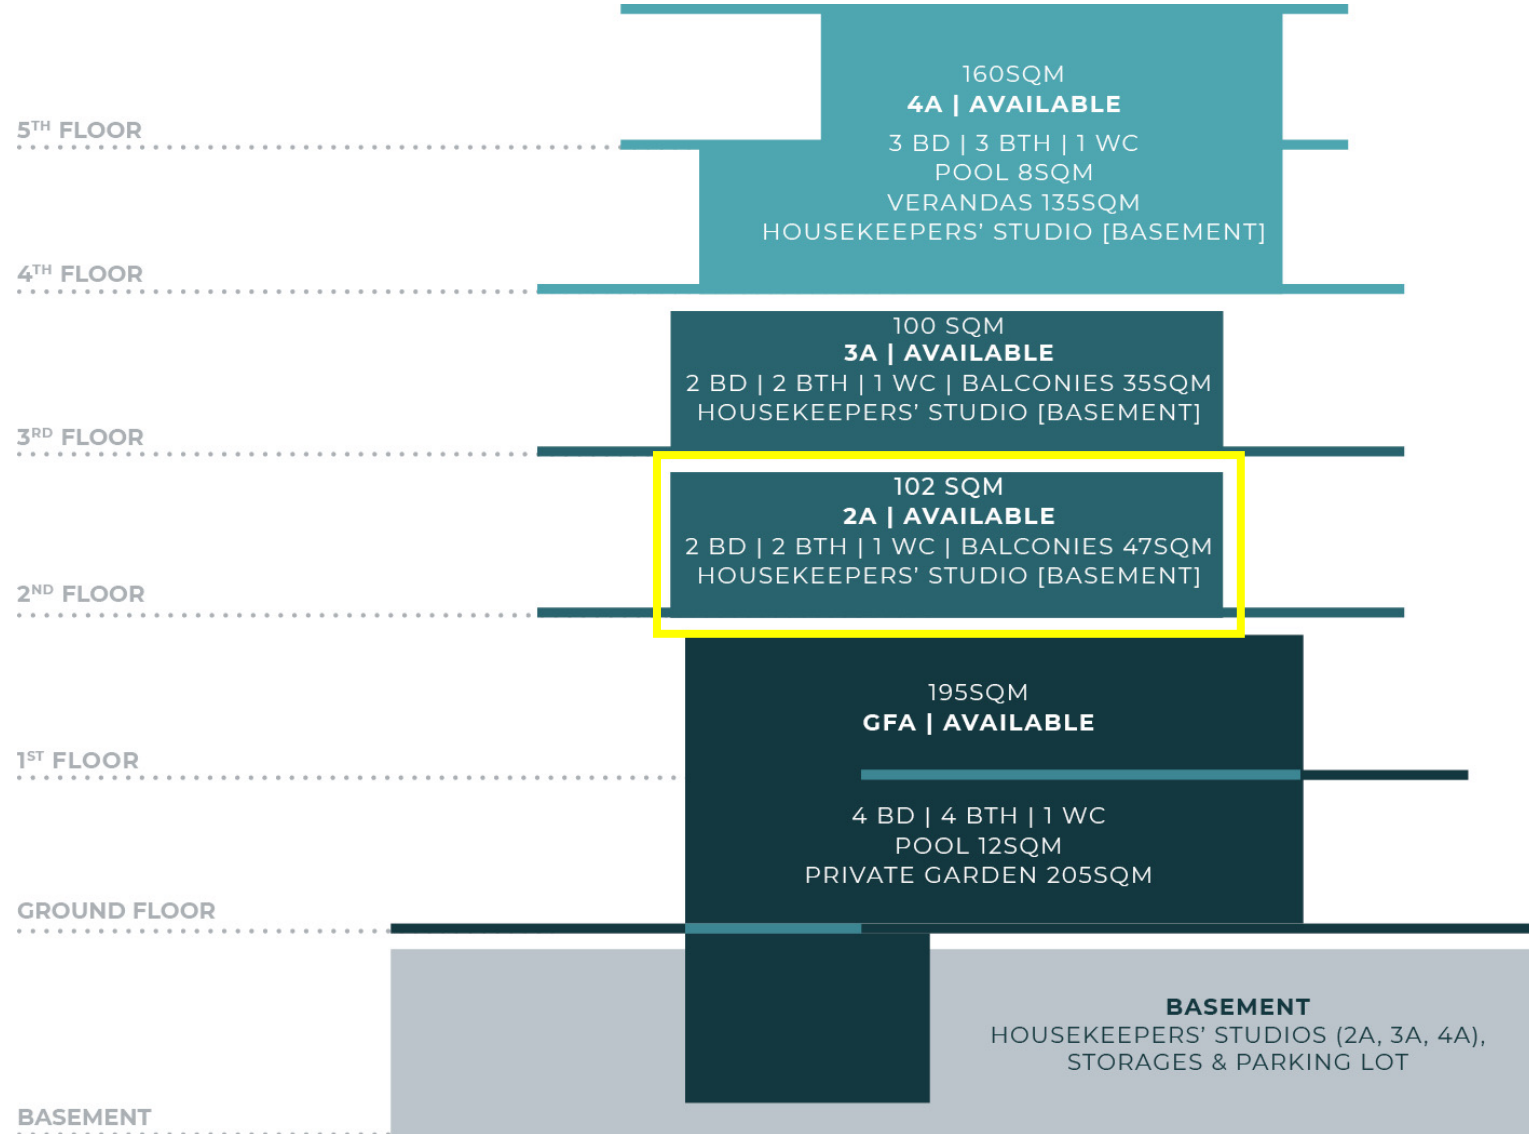 160SQM
4A | AVAILABLE
5TH FLOOR
3 BD | 3 BTH | 1 WC
POOL 8SQM
VERANDAS 135SQM
HOUSEKEEPERS’ STUDIO [BASEMENT]
4TH FLOOR
100 SQM
3A | AVAILABLE
2 BD | 2 BTH | 1 WC | BALCONIES 35SQM
HOUSEKEEPERS’ STUDIO [BASEMENT]
3RD FLOOR
102 SQM
2A | AVAILABLE
2 BD | 2 BTH | 1 WC | BALCONIES 47SQM
HOUSEKEEPERS’ STUDIO [BASEMENT]
2ND FLOOR
195SQM
GFA | AVAILABLE
1ST FLOOR
4 BD | 4 BTH | 1 WC
POOL 12SQM
PRIVATE GARDEN 205SQM
GROUND FLOOR
BASEMENT
HOUSEKEEPERS’ STUDIOS (2A, 3A, 4A),
STORAGES & PARKING LOT
BASEMENT